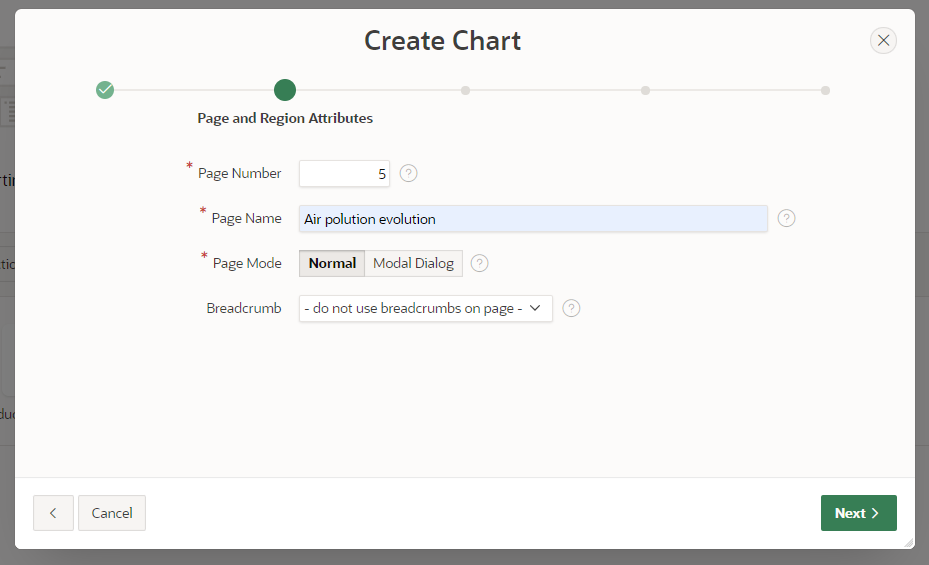 Create Chart
Page and Region Attributes
* Page Number 5 ?
* Page Name Air polution evolution ?
* Page Mode Normal Modal Dialog ?
Breadcrumb - do not use breadcrumbs on page - ?
Cancel Next